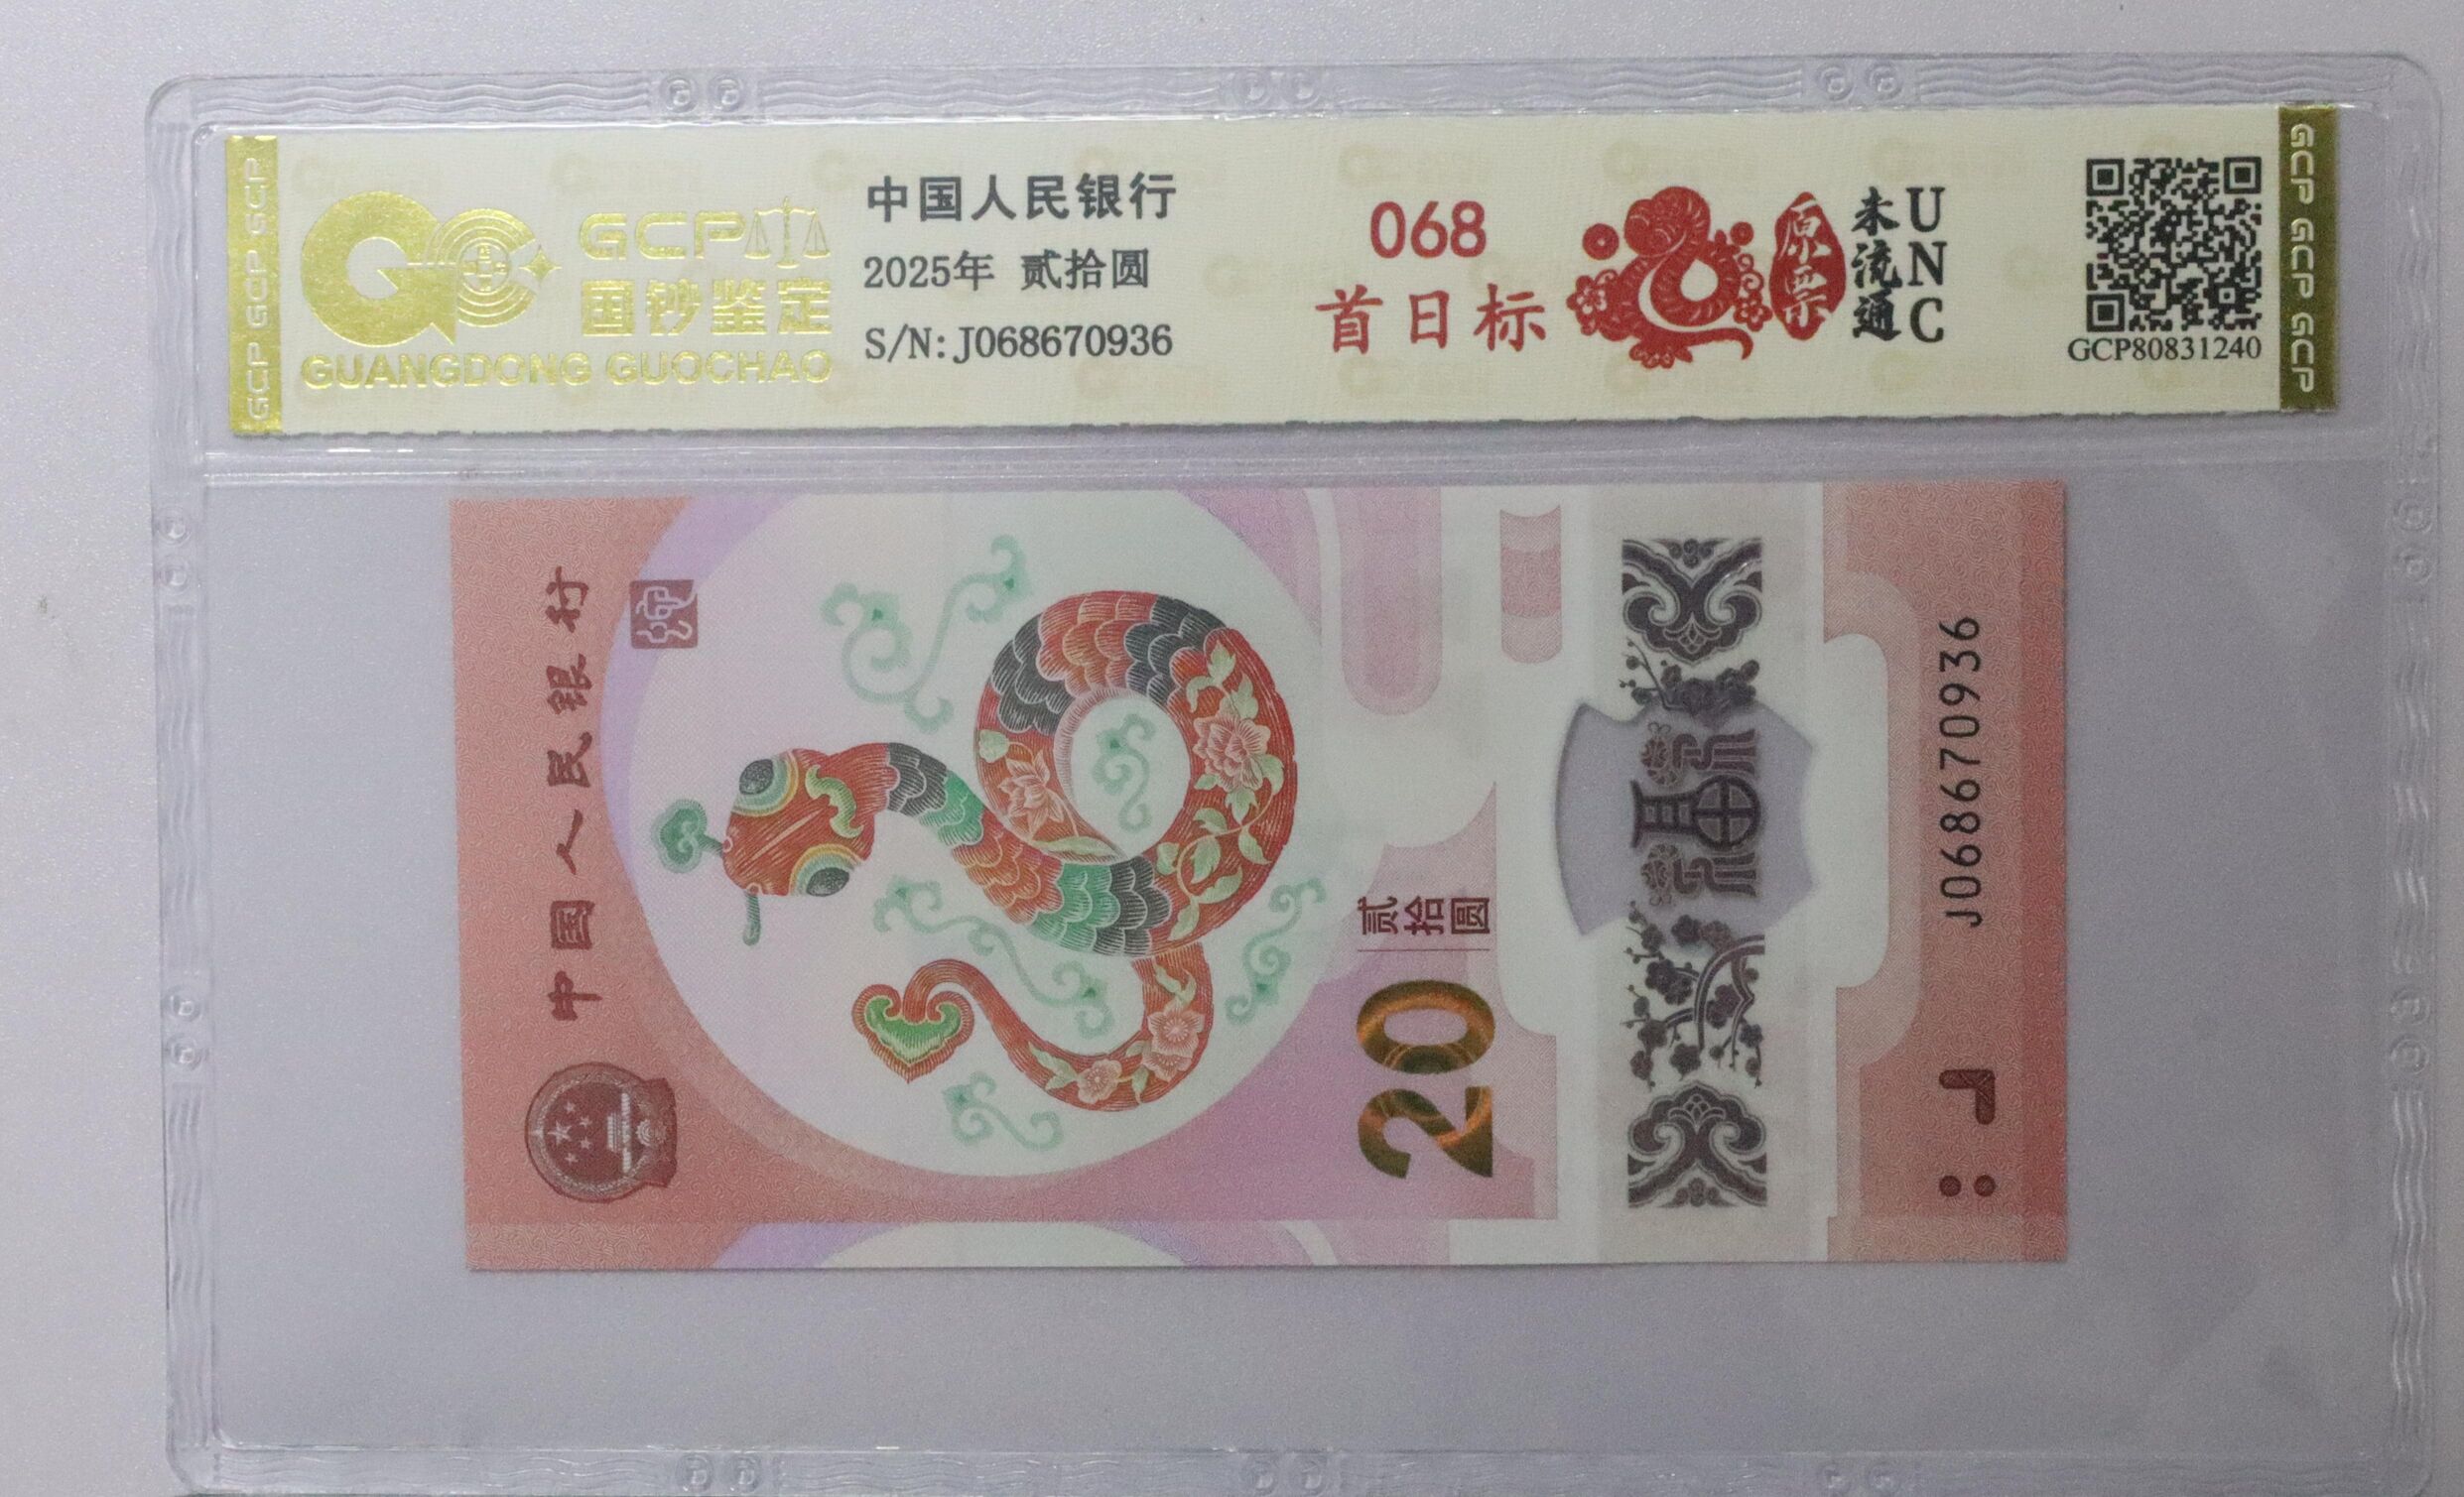 GCP GCP GCP
GCP
国钞鉴定
GUANGDONG GUOCHAO
中国人民银行
2025年 贰拾圆
S/N:J068670936
068
首日标
原票
未流通
UNC
GCP80831240
GCP GCP GCP
中国人民银行
蛇
贰拾圆
20
福
J068670936